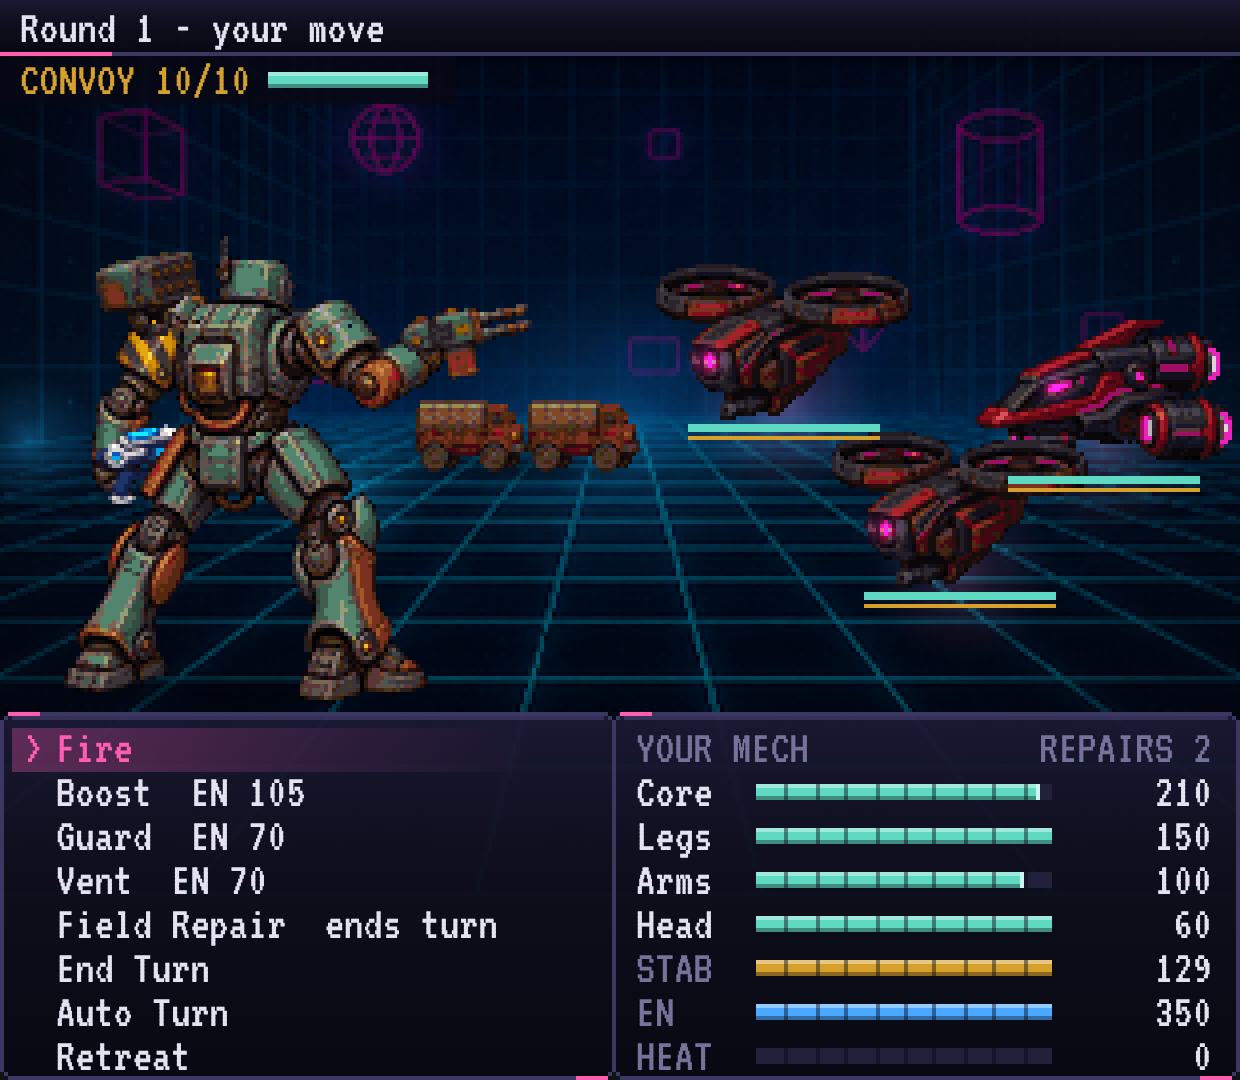 Round 1 - your move
CONVOY 10/10
> Fire
Boost EN 105
Guard EN 70
Vent EN 70
Field Repair ends turn
End Turn
Auto Turn
Retreat
YOUR MECH REPAIRS 2
Core 210
Legs 150
Arms 100
Head 60
STAB 129
EN 350
HEAT 0